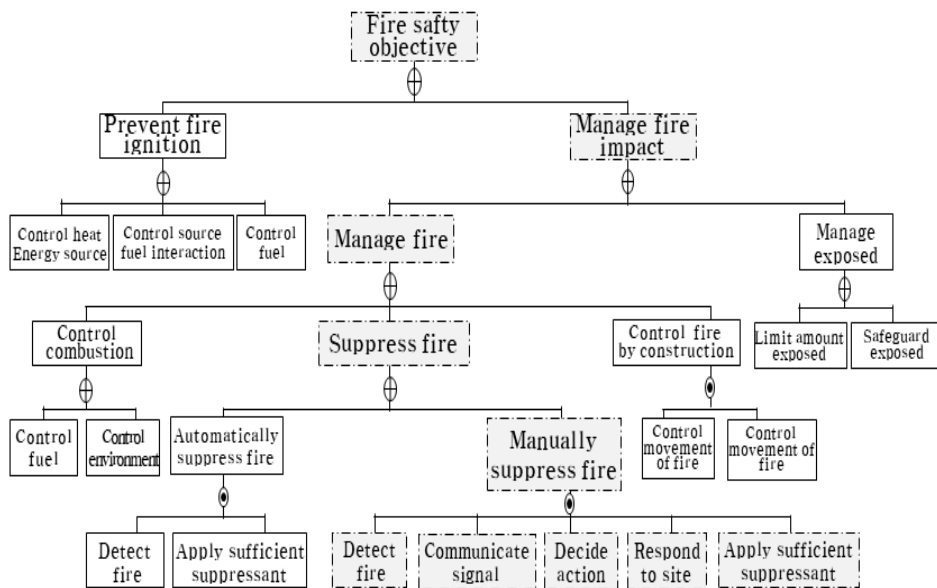 Fire safty
objective
Prevent fire
ignition
Manage fire
impact
Control heat
Energy source
Control source
fuel interaction
Control
fuel
Manage fire
Manage
exposed
Control
combustion
Suppress fire
Control fire
by construction
Limit amount
exposed
Safeguard
exposed
Control
fuel
Control
environment
Automatically
suppress fire
Manually
suppress fire
Control
movement
of fire
Control
movement of
fire
Detect
fire
Apply sufficient
suppressant
Detect
fire
Communicate
signal
Decide
action
Respond
to site
Apply sufficient
suppressant